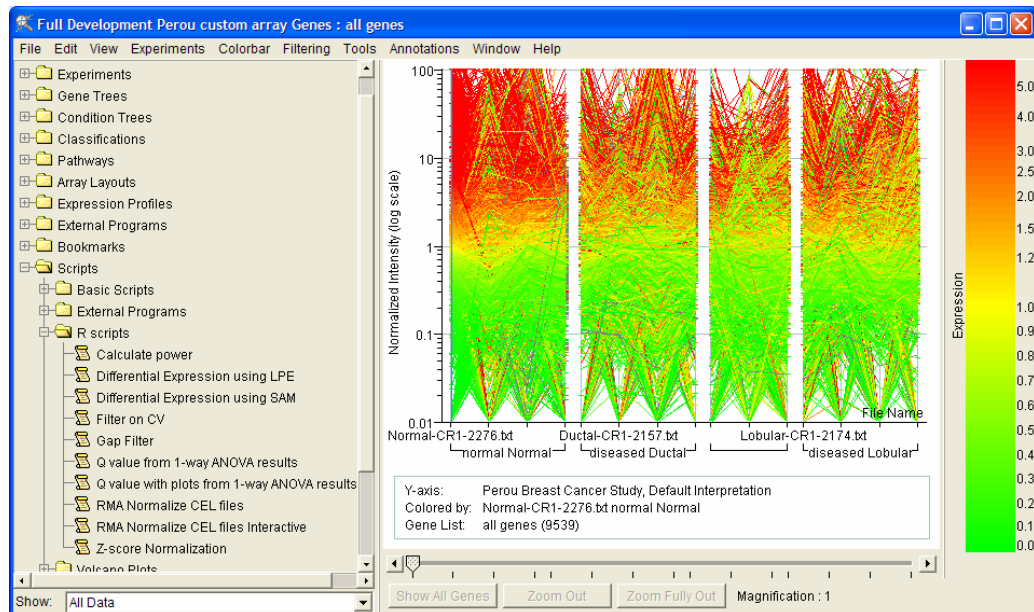 Full Development Perou custom array Genes : all genes
File Edit View Experiments Colorbar Filtering Tools Annotations Window Help
Experiments
Gene Trees
Condition Trees
Classifications
Pathways
Array Layouts
Expression Profiles
External Programs
Bookmarks
Scripts
Basic Scripts
External Programs
R scripts
Calculate power
Differential Expression using LPE
Differential Expression using SAM
Filter on CV
Gap Filter
Q value from 1-way ANOVA results
Q value with plots from 1-way ANOVA results
RMA Normalize CEL files
RMA Normalize CEL files Interactive
Z-score Normalization
Volcano Plots
Show: All Data
Normalized Intensity (log scale)
100
10
1
0.1
0.01
File Name
Normal-CR1-2276.txt Ductal-CR1-2157.txt Lobular-CR1-2174.txt
normal Normal diseased Ductal diseased Lobular
Y-axis: Perou Breast Cancer Study, Default Interpretation
Colored by: Normal-CR1-2276.txt normal Normal
Gene List: all genes (9539)
Show All Genes Zoom Out Zoom Fully Out Magnification : 1
Expression
5.0
4.0
3.0
2.5
2.0
1.5
1.2
1.0
0.9
0.8
0.7
0.6
0.5
0.4
0.3
0.2
0.1
0.0